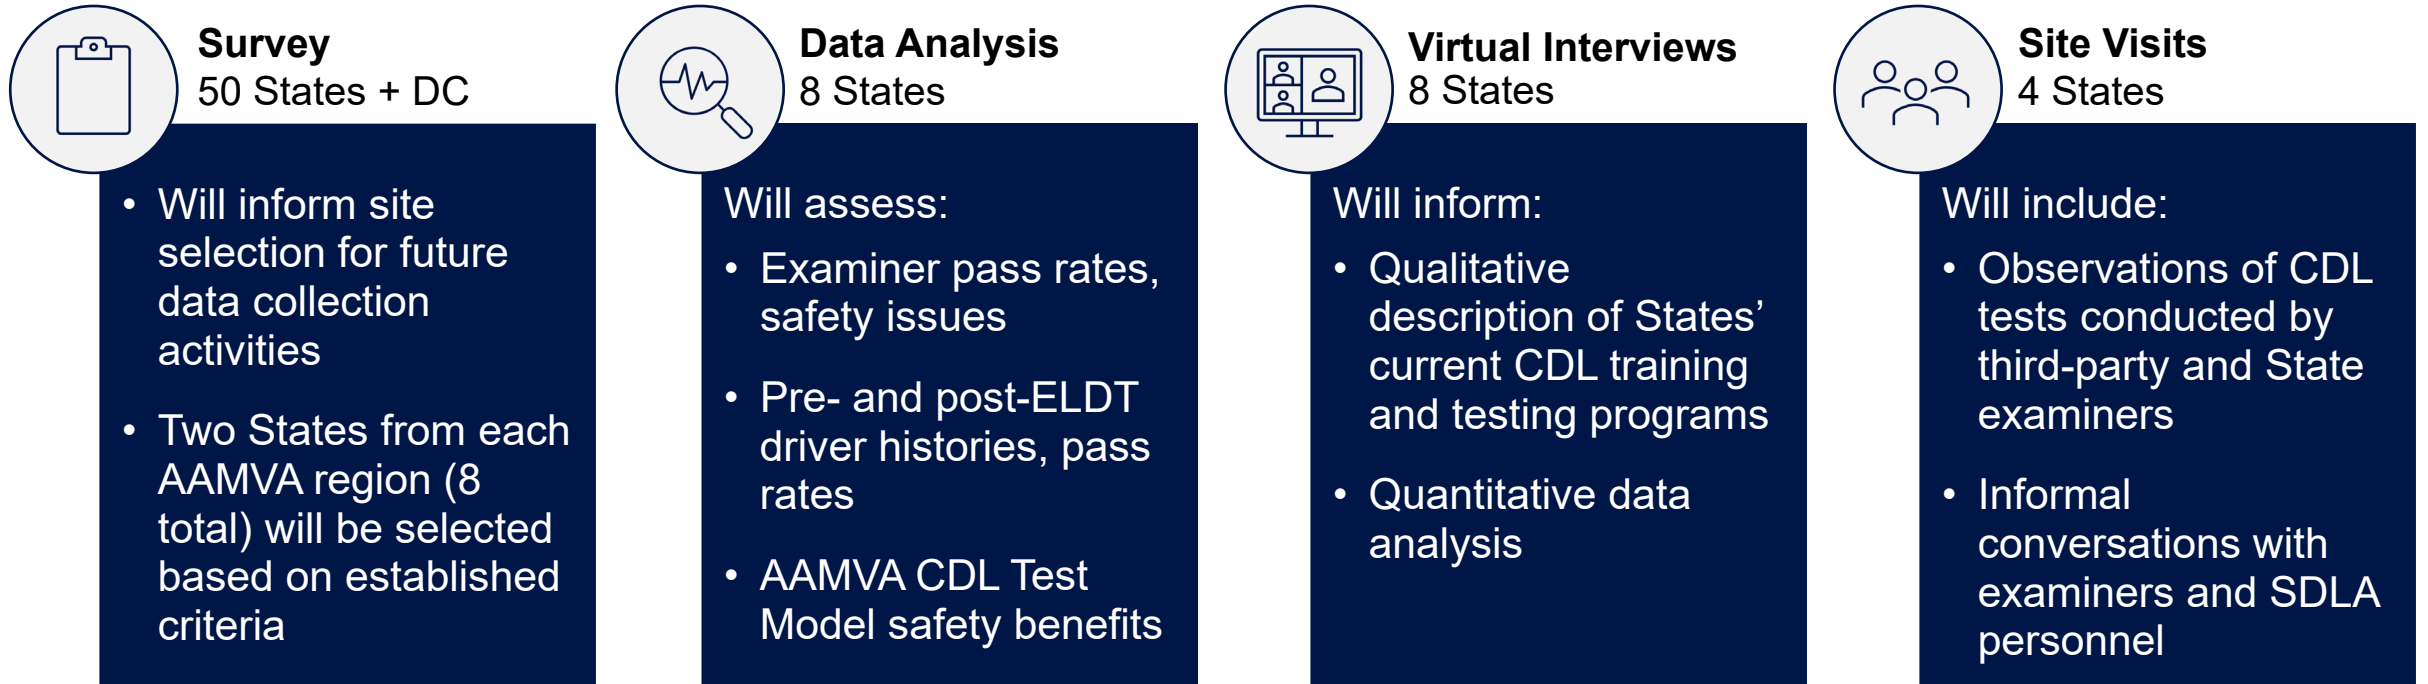 Survey
50 States + DC
• Will inform site
selection for future
data collection
activities
• Two States from each
AAMVA region (8
total) will be selected
based on established
criteria
Data Analysis
8 States
Will assess:
• Examiner pass rates,
safety issues
• Pre- and post-ELDT
driver histories, pass
rates
• AAMVA CDL Test
Model safety benefits
Virtual Interviews
8 States
Will inform:
• Qualitative
description of States’
current CDL training
and testing programs
• Quantitative data
analysis
Site Visits
4 States
Will include:
• Observations of CDL
tests conducted by
third-party and State
examiners
• Informal
conversations with
examiners and SDLA
personnel